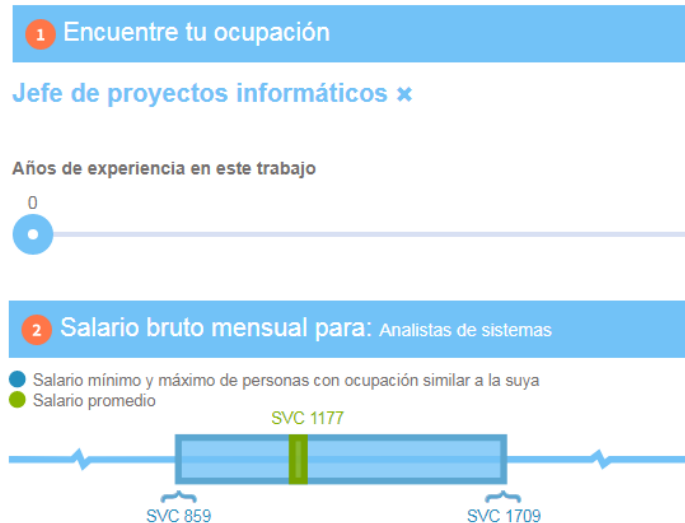 1 Encuentre tu ocupación
Jefe de proyectos informáticos ×
Años de experiencia en este trabajo
0
2 Salario bruto mensual para: Analistas de sistemas
Salario mínimo y máximo de personas con ocupación similar a la suya
Salario promedio
SVC 1177
SVC 859
SVC 1709